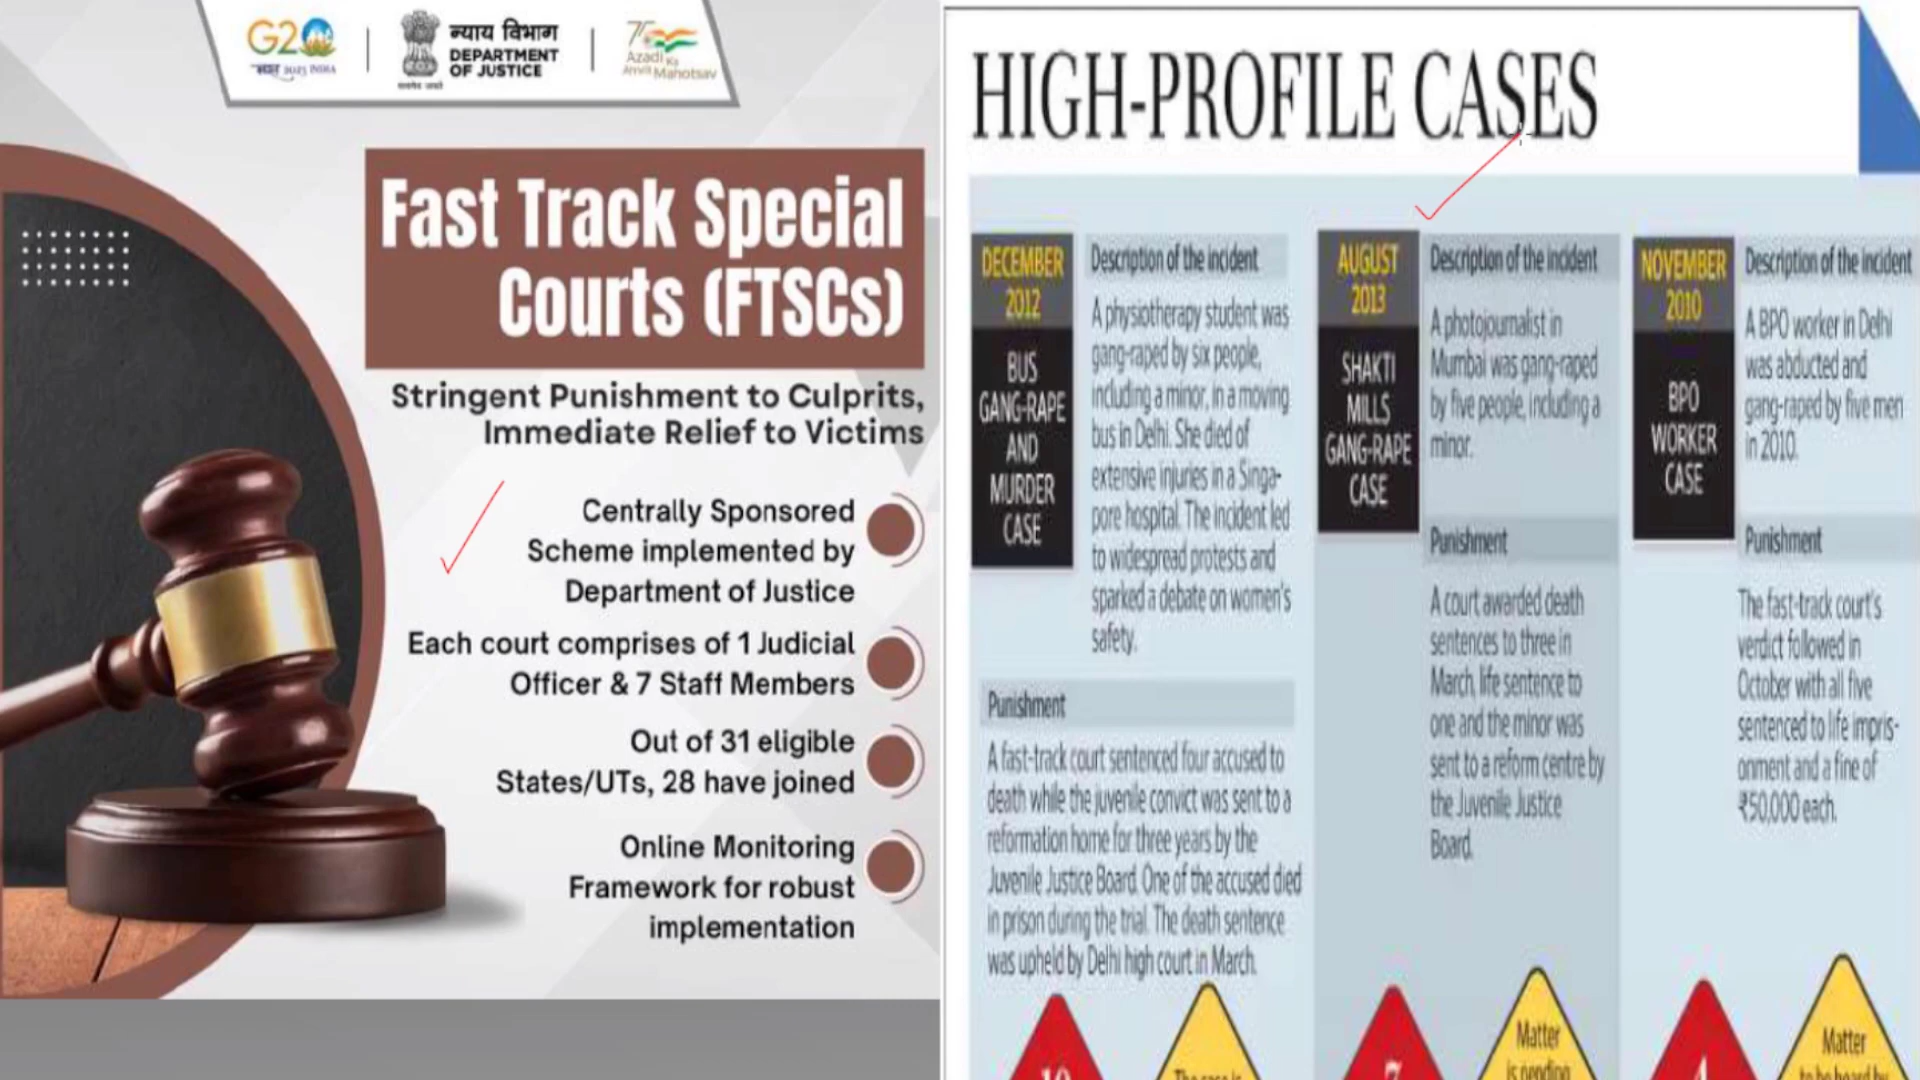 G20
भारत 2023 INDIA
न्याय विभाग
DEPARTMENT
OF JUSTICE
सत्यमेव जयते
75
Azadi Ka
Amrit Mahotsav
Fast Track Special
Courts (FTSCs)
Stringent Punishment to Culprits,
Immediate Relief to Victims
Centrally Sponsored
Scheme implemented by
Department of Justice
Each court comprises of 1 Judicial
Officer & 7 Staff Members
Out of 31 eligible
States/UTs, 28 have joined
Online Monitoring
Framework for robust
implementation
HIGH-PROFILE CASES
DECEMBER
2012
BUS
GANG-RAPE
AND
MURDER
CASE
Description of the incident
A physiotherapy student was
gang-raped by six people,
including a minor, in a moving
bus in Delhi. She died of
extensive injuries in a Singa-
pore hospital. The incident led
to widespread protests and
sparked a debate on women's
safety.
Punishment
A fast-track court sentenced four accused to
death while the juvenile convict was sent to a
reformation home for three years by the
Juvenile Justice Board. One of the accused died
in prison during the trial. The death sentence
was upheld by Delhi high court in March.
AUGUST
2013
SHAKTI
MILLS
GANG-RAPE
CASE
Description of the incident
A photojournalist in
Mumbai was gang-raped
by five people, including a
minor.
Punishment
A court awarded death
sentences to three in
March, life sentence to
one and the minor was
sent to a reform centre by
the Juvenile Justice
Board.
Matter
is pending
NOVEMBER
2010
BPO
WORKER
CASE
Description of the incident
A BPO worker in Delhi
was abducted and
gang-raped by five men
in 2010.
Punishment
The fast-track court's
verdict followed in
October with all five
sentenced to life impris-
onment and a fine of
₹50,000 each.
Matter